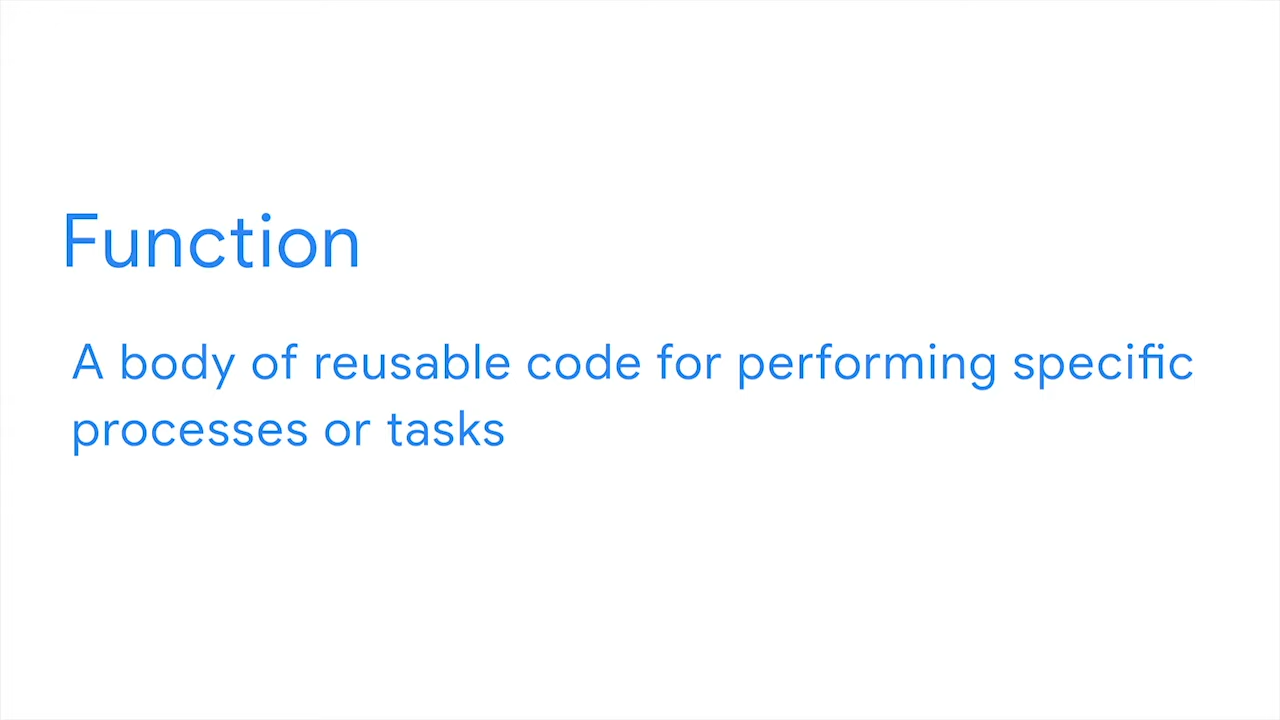 Function
A body of reusable code for performing specific
processes or tasks